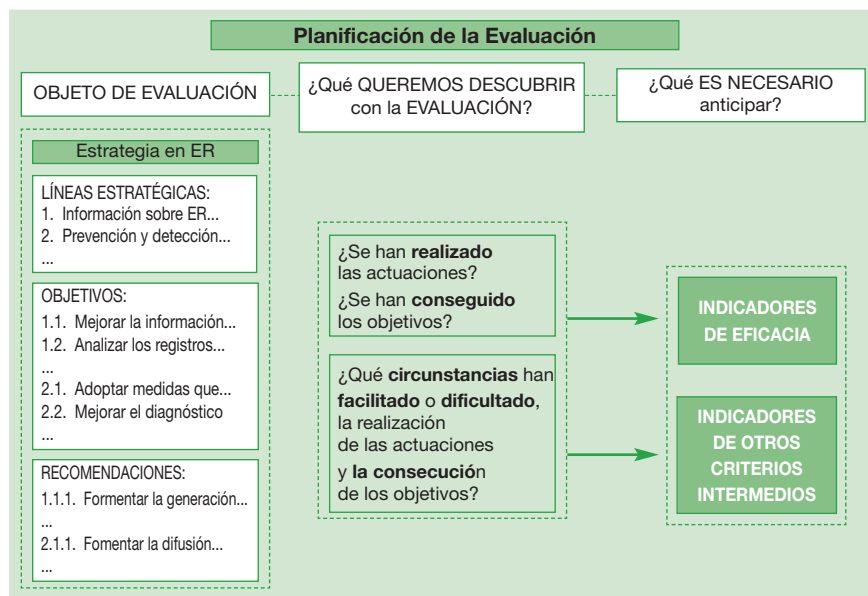 Planificación de la Evaluación
OBJETO DE EVALUACIÓN
¿Qué QUEREMOS DESCUBRIR
con la EVALUACIÓN?
¿Qué ES NECESARIO
anticipar?
Estrategia en ER
LÍNEAS ESTRATÉGICAS:
1. Información sobre ER...
2. Prevención y detección...
...
OBJETIVOS:
1.1. Mejorar la información...
1.2. Analizar los registros...
...
2.1. Adoptar medidas que...
2.2. Mejorar el diagnóstico
...
RECOMENDACIONES:
1.1.1. Formentar la generación...
...
2.1.1. Fomentar la difusión...
...
¿Se han realizado
las actuaciones?
¿Se han conseguido
los objetivos?
¿Qué circunstancias han
facilitado o dificultado,
la realización
de las actuaciones
y la consecución
de los objetivos?
INDICADORES
DE EFICACIA
INDICADORES
DE OTROS
CRITERIOS
INTERMEDIOS